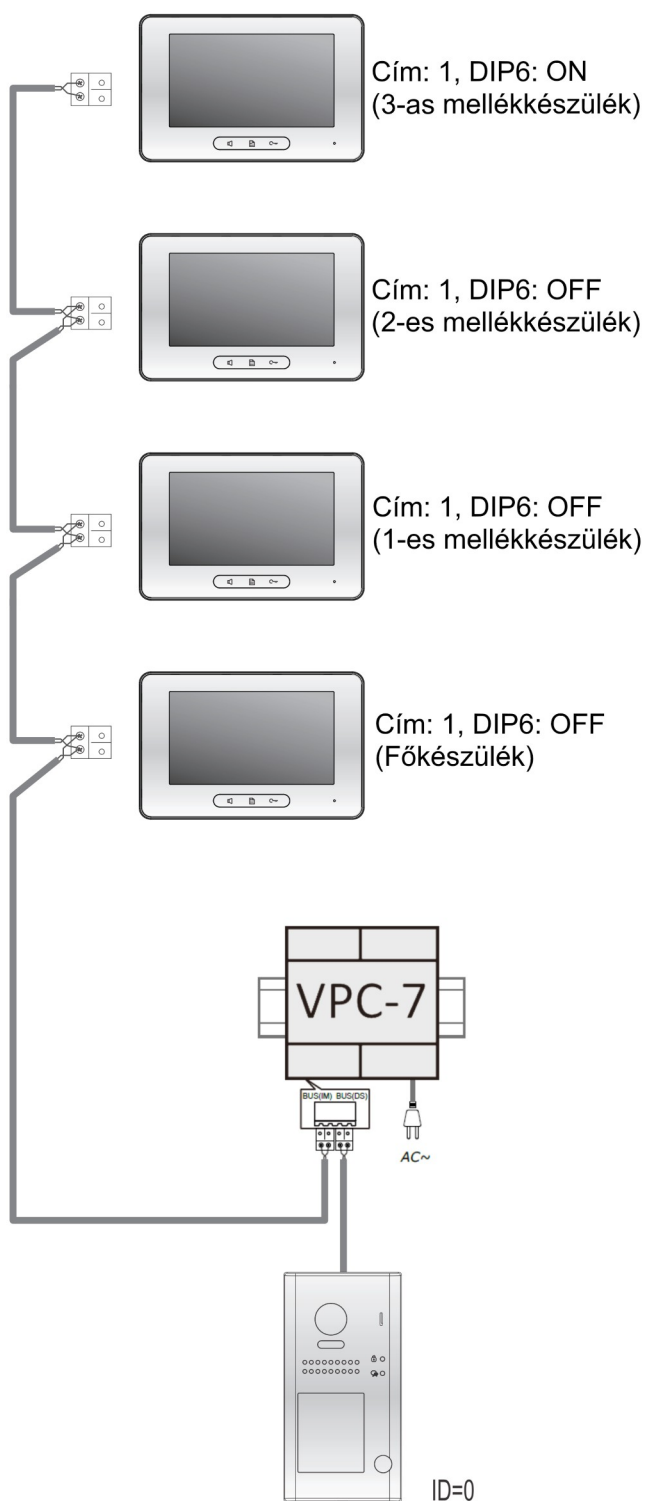 Cím: 1, DIP6: ON
(3-as mellékkészülék)
Cím: 1, DIP6: OFF
(2-es mellékkészülék)
Cím: 1, DIP6: OFF
(1-es mellékkészülék)
Cím: 1, DIP6: OFF
(Főkészülék)
VPC-7
BUS(IM) BUS(DS)
AC~
ID=0